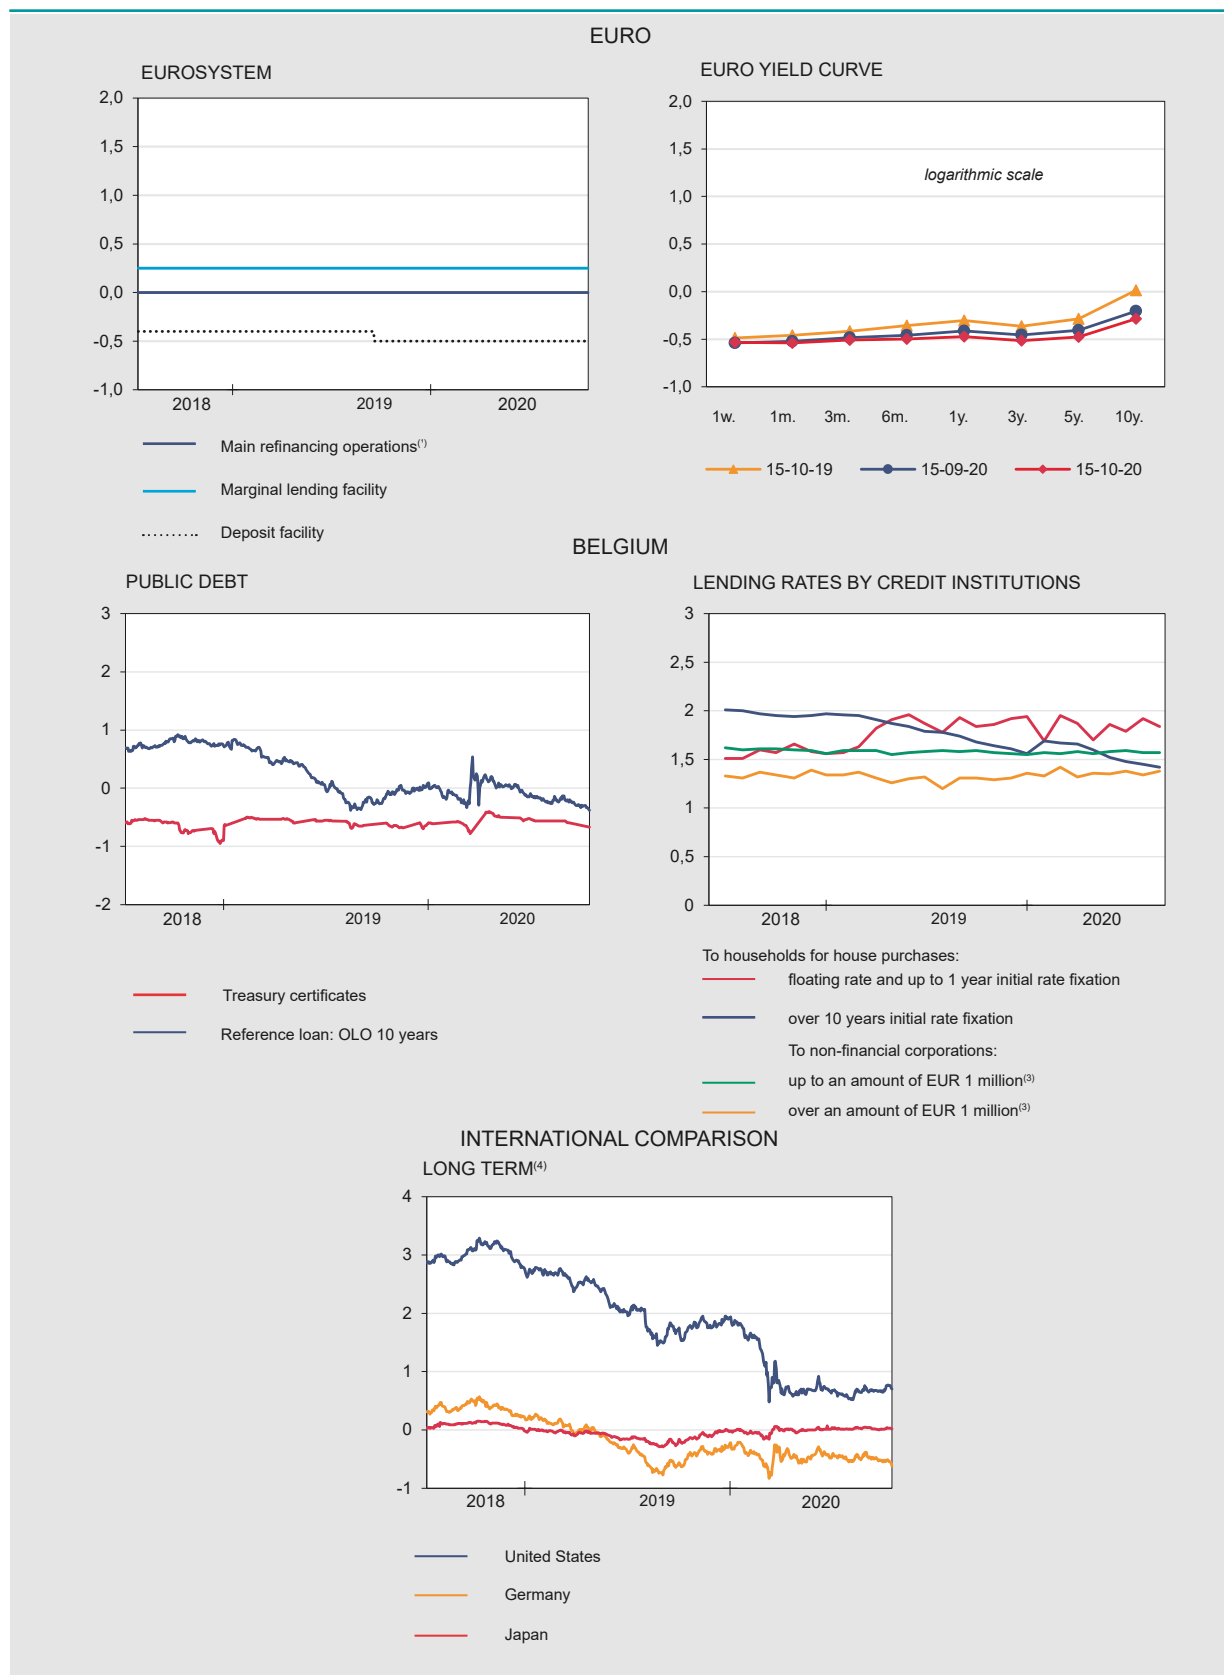 EURO
EUROSYSTEM
2,0
1,5
1,0
0,5
0,0
-0,5
-1,0
2018 2019 2020
Main refinancing operations(1)
Marginal lending facility
Deposit facility
EURO YIELD CURVE
2,0
1,5
1,0
0,5
0,0
-0,5
-1,0
logarithmic scale
1w. 1m. 3m. 6m. 1y. 3y. 5y. 10y.
15-10-19 15-09-20 15-10-20
BELGIUM
PUBLIC DEBT
3
2
1
0
-1
-2
2018 2019 2020
Treasury certificates
Reference loan: OLO 10 years
LENDING RATES BY CREDIT INSTITUTIONS
3
2,5
2
1,5
1
0,5
0
2018 2019 2020
To households for house purchases:
floating rate and up to 1 year initial rate fixation
over 10 years initial rate fixation
To non-financial corporations:
up to an amount of EUR 1 million(3)
over an amount of EUR 1 million(3)
INTERNATIONAL COMPARISON
LONG TERM(4)
4
3
2
1
0
-1
2018 2019 2020
United States
Germany
Japan